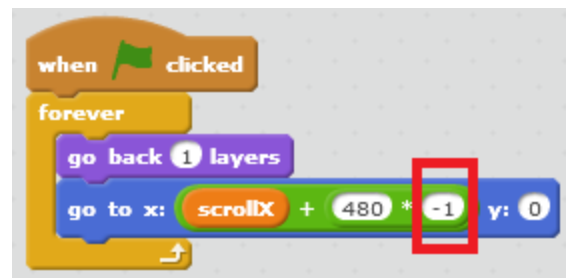 when clicked
forever
go back 1 layers
go to x: scrollX + 480 * -1 y: 0